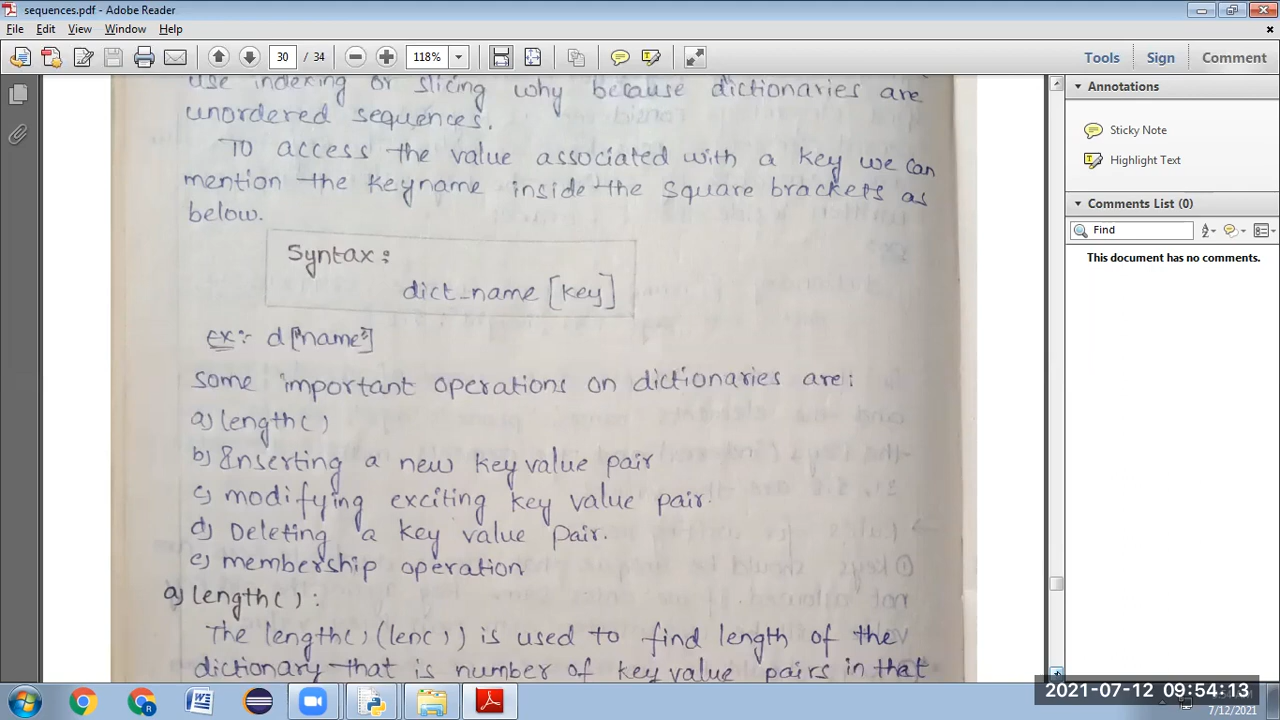 sequences.pdf - Adobe Reader
File Edit View Window Help
30 / 34 118% Tools Sign Comment
use indexing or slicing why because dictionaries are
unordered sequences.
To access the value associated with a key we can
mention the keyname inside the square brackets as
below.
Syntax:
dict_name [key]
ex:- d["name"]
Some important operations on dictionaries are:
a) length()
b) Inserting a new key value pair
c) modifying exciting key value pair.
d) Deleting a key value pair.
e) membership operation
a) length():
The length() (len()) is used to find length of the
dictionary that is number of key value pairs in that
Annotations
Sticky Note
Highlight Text
Comments List (0)
Find
This document has no comments.
2021-07-12 09:54:13
7/12/2021